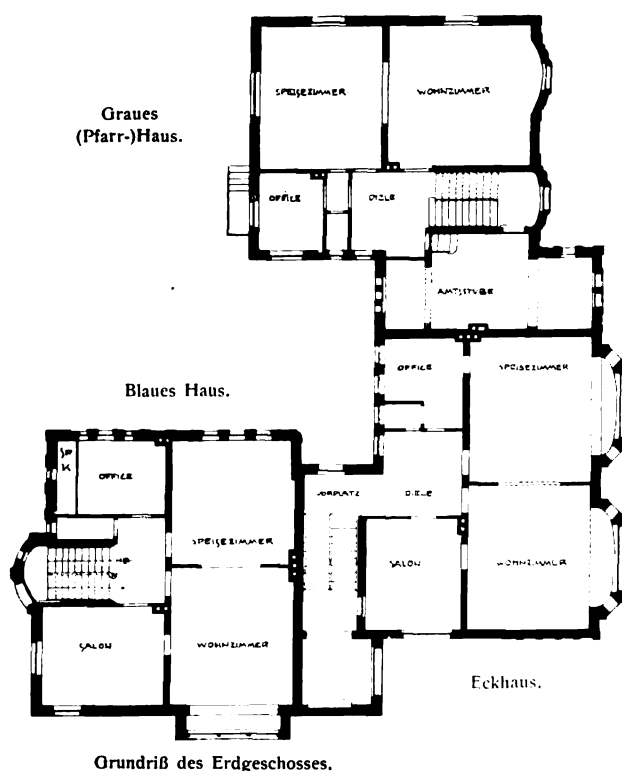 Graues
(Pfarr-)Haus.
SPEISEZIMMER
WOHNZIMMER
OFFICE
DIELE
AMTSSTUBE
OFFICE
SPEISEZIMMER
Blaues Haus.
SP.
K
OFFICE
SPEISEZIMMER
VORPLATZ
DIELE
SALON
WOHNZIMMER
SALON
WOHNZIMMER
Eckhaus.
Grundriß des Erdgeschosses.